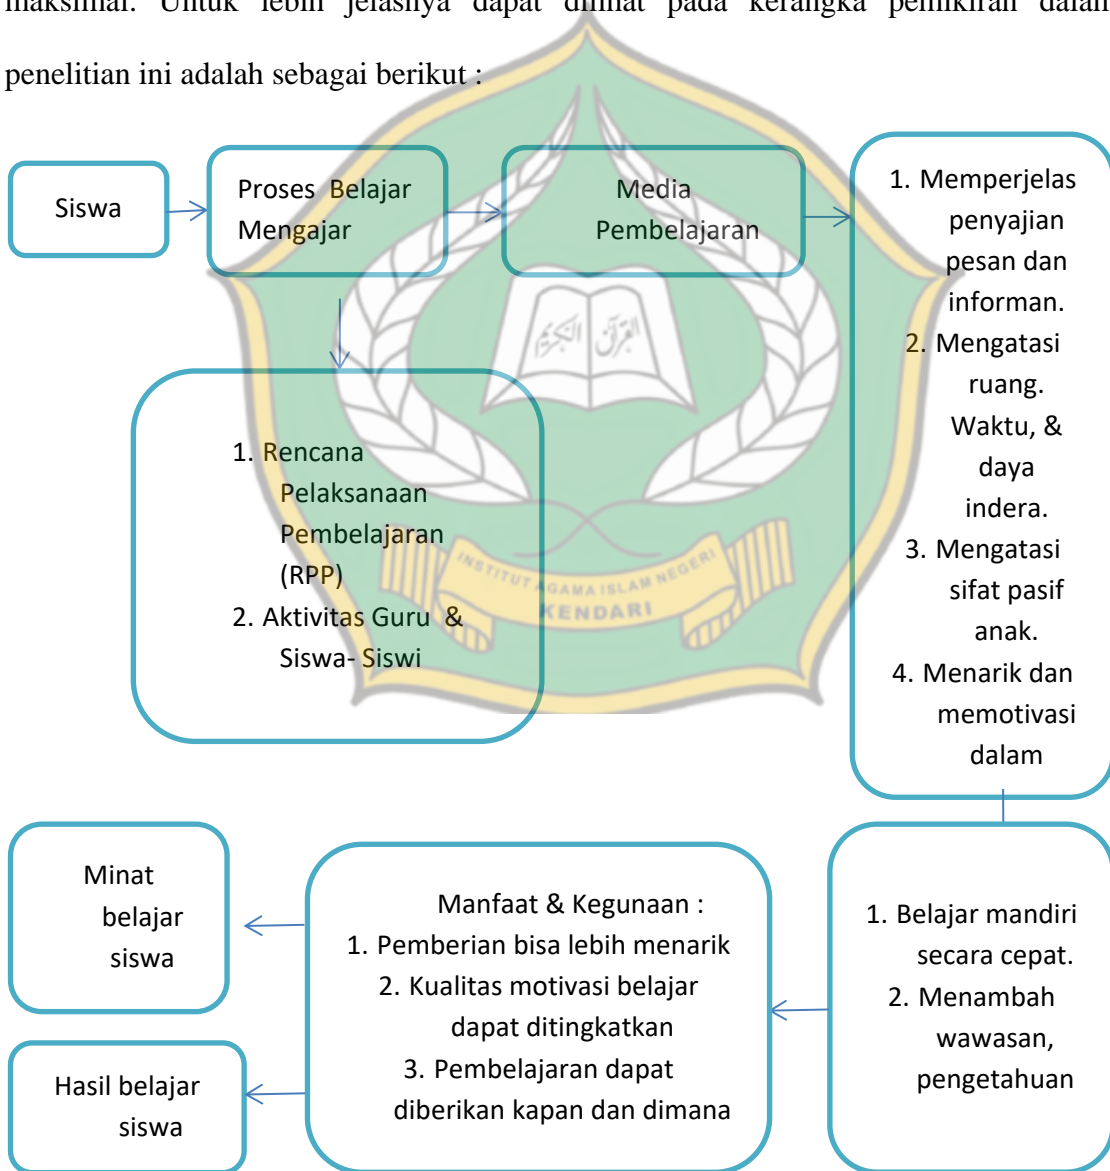 maksimal. Untuk lebih jelasnya dapat dilihat pada kerangka pemikiran dalam
penelitian ini adalah sebagai berikut :
Siswa
Proses Belajar
Mengajar
Media
Pembelajaran
1. Memperjelas
penyajian
pesan dan
informan.
2. Mengatasi
ruang.
Waktu, &
daya
indera.
3. Mengatasi
sifat pasif
anak.
4. Menarik dan
memotivasi
dalam
1. Rencana
Pelaksanaan
Pembelajaran
(RPP)
2. Aktivitas Guru &
Siswa- Siswi
القرآن الكريم
INSTITUT AGAMA ISLAM NEGERI
KENDARI
Minat
belajar
siswa
Hasil belajar
siswa
Manfaat & Kegunaan :
1. Pemberian bisa lebih menarik
2. Kualitas motivasi belajar
dapat ditingkatkan
3. Pembelajaran dapat
diberikan kapan dan dimana
1. Belajar mandiri
secara cepat.
2. Menambah
wawasan,
pengetahuan